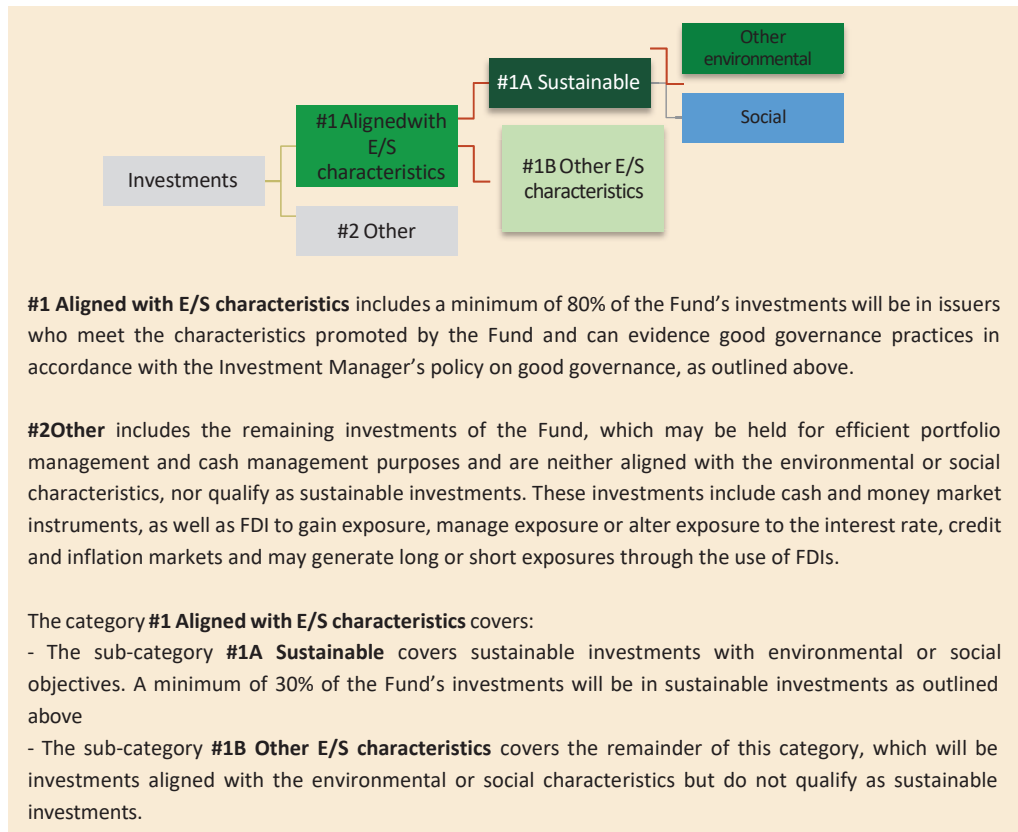 Other
environmental
#1A Sustainable
Social
#1 Alignedwith
E/S
characteristics
#1B Other E/S
characteristics
Investments
#2 Other
#1 Aligned with E/S characteristics includes a minimum of 80% of the Fund’s investments will be in issuers
who meet the characteristics promoted by the Fund and can evidence good governance practices in
accordance with the Investment Manager’s policy on good governance, as outlined above.
#2Other includes the remaining investments of the Fund, which may be held for efficient portfolio
management and cash management purposes and are neither aligned with the environmental or social
characteristics, nor qualify as sustainable investments. These investments include cash and money market
instruments, as well as FDI to gain exposure, manage exposure or alter exposure to the interest rate, credit
and inflation markets and may generate long or short exposures through the use of FDIs.
The category #1 Aligned with E/S characteristics covers:
- The sub-category #1A Sustainable covers sustainable investments with environmental or social
objectives. A minimum of 30% of the Fund’s investments will be in sustainable investments as outlined
above
- The sub-category #1B Other E/S characteristics covers the remainder of this category, which will be
investments aligned with the environmental or social characteristics but do not qualify as sustainable
investments.